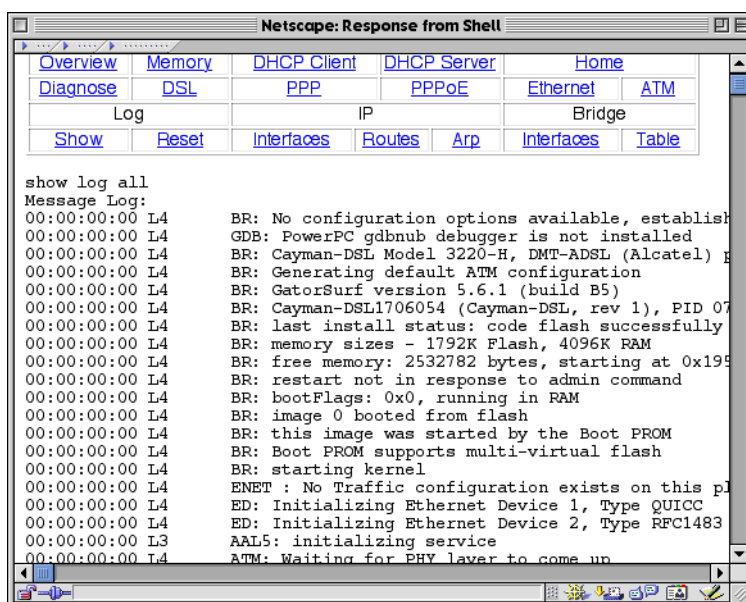 Netscape: Response from Shell
Overview Memory DHCP Client DHCP Server Home
Diagnose DSL PPP PPPoE Ethernet ATM
Log IP Bridge
Show Reset Interfaces Routes Arp Interfaces Table
show log all
Message Log:
00:00:00:00 L4 BR: No configuration options available, establish
00:00:00:00 L4 GDB: PowerPC gdbnub debugger is not installed
00:00:00:00 L4 BR: Cayman-DSL Model 3220-H, DMT-ADSL (Alcatel) p
00:00:00:00 L4 BR: Generating default ATM configuration
00:00:00:00 L4 BR: GatorSurf version 5.6.1 (build B5)
00:00:00:00 L4 BR: Cayman-DSL1706054 (Cayman-DSL, rev 1), PID 07
00:00:00:00 L4 BR: last install status: code flash successfully
00:00:00:00 L4 BR: memory sizes - 1792K Flash, 4096K RAM
00:00:00:00 L4 BR: free memory: 2532782 bytes, starting at 0x195
00:00:00:00 L4 BR: restart not in response to admin command
00:00:00:00 L4 BR: bootFlags: 0x0, running in RAM
00:00:00:00 L4 BR: image 0 booted from flash
00:00:00:00 L4 BR: this image was started by the Boot PROM
00:00:00:00 L4 BR: Boot PROM supports multi-virtual flash
00:00:00:00 L4 BR: starting kernel
00:00:00:00 L4 ENET : No Traffic configuration exists on this pl
00:00:00:00 L4 ED: Initializing Ethernet Device 1, Type QUICC
00:00:00:00 L4 ED: Initializing Ethernet Device 2, Type RFC1483
00:00:00:00 L3 AAL5: initializing service
00:00:00:00 L4 ATM: Waiting for PHY layer to come up